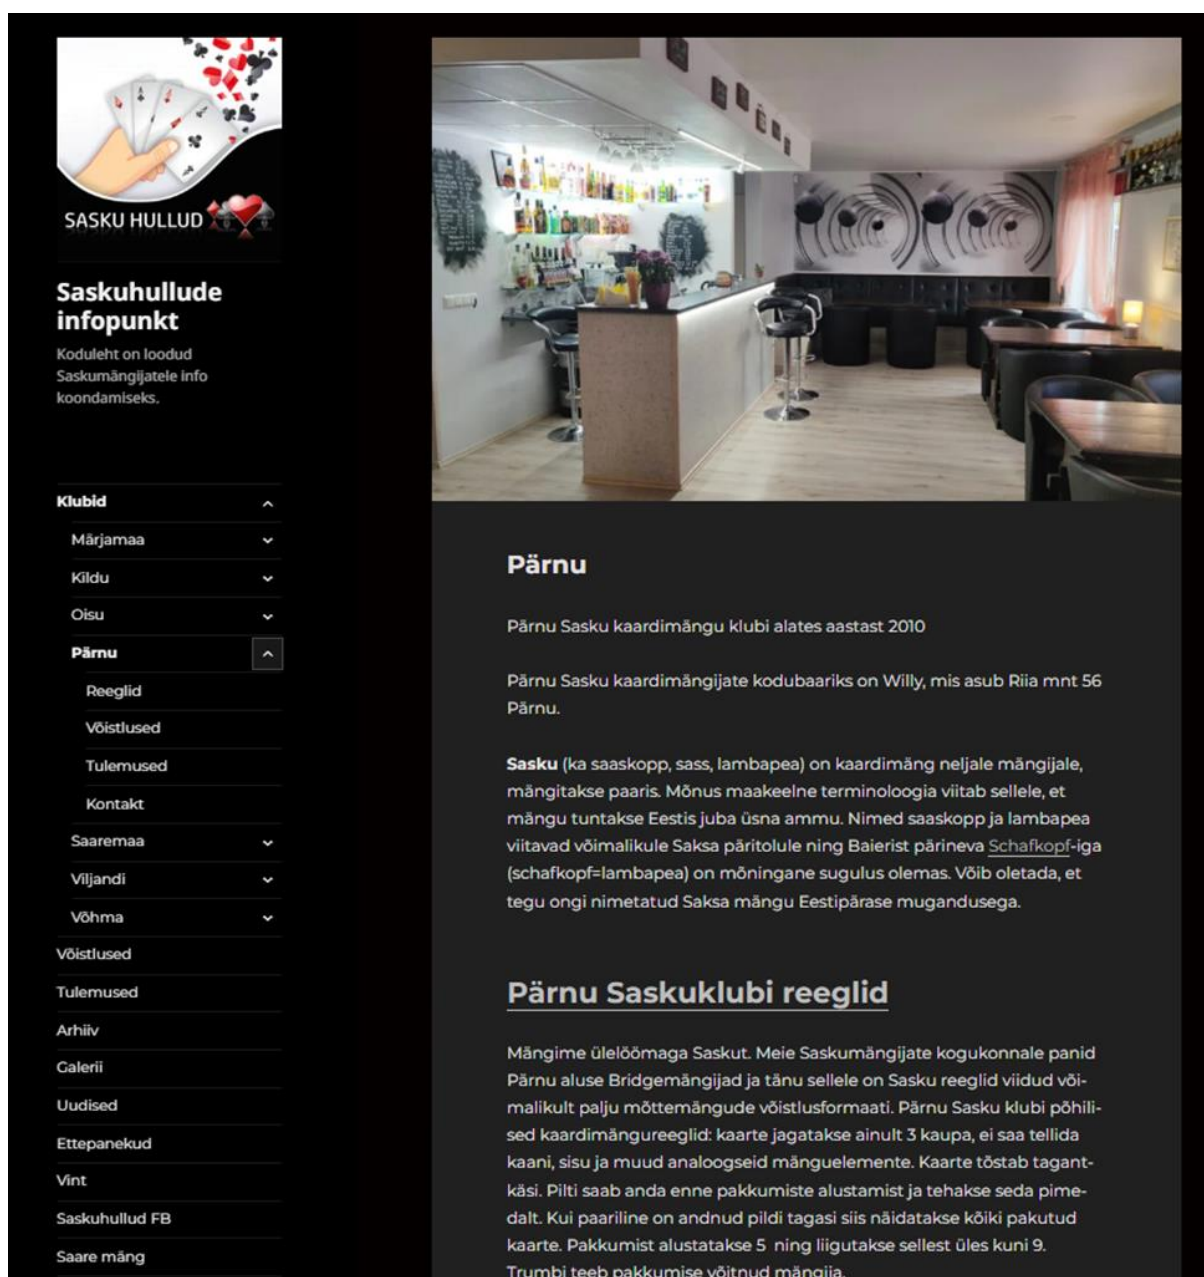 SASKU HULLUD
Saskuhullude
infopunkt
Koduleht on loodud
Saskumängijatele info
koondamiseks.
Klubid
Märjamaa
Kildu
Oisu
Pärnu
Reeglid
Võistlused
Tulemused
Kontakt
Saaremaa
Viljandi
Võhma
Võistlused
Tulemused
Arhiiv
Galerii
Uudised
Ettepanekud
Vint
Saskuhullud FB
Saare mäng
Pärnu
Pärnu Sasku kaardimängu klubi alates aastast 2010
Pärnu Sasku kaardimängijate kodubaariks on Willy, mis asub Riia mnt 56
Pärnu.
Sasku (ka saaskopp, sass, lambapea) on kaardimäng neljale mängijale,
mängitakse paaris. Mõnus maakeelne terminoloogia viitab sellele, et
mängu tuntakse Eestis juba üsna ammu. Nimed saaskopp ja lambapea
viitavad võimalikule Saksa päritolule ning Baierist pärineva Schafkopf-iga
(schafkopf=lambapea) on mõningane sugulus olemas. Võib oletada, et
tegu ongi nimetatud Saksa mängu Eestipärase mugandusega.
Pärnu Saskuklubi reeglid
Mängime ülelöömaga Saskut. Meie Saskumängijate kogukonnale panid
Pärnu aluse Bridgemängijad ja tänu sellele on Sasku reeglid viidud või-
malikult palju mõttemängude võistlusformaati. Pärnu Sasku klubi põhili-
sed kaardimängureeglid: kaarte jagatakse ainult 3 kaupa, ei saa tellida
kaani, sisu ja muud analoogseid mänguelemente. Kaarte tõstab tagant-
käsi. Pilti saab anda enne pakkumiste alustamist ja tehakse seda pime-
dalt. Kui paariline on andnud pildi tagasi siis näidatakse kõiki pakutud
kaarte. Pakkumist alustatakse 5 ning liigutakse sellest üles kuni 9.
Trumbi teeb pakkumise võitnud mängija.